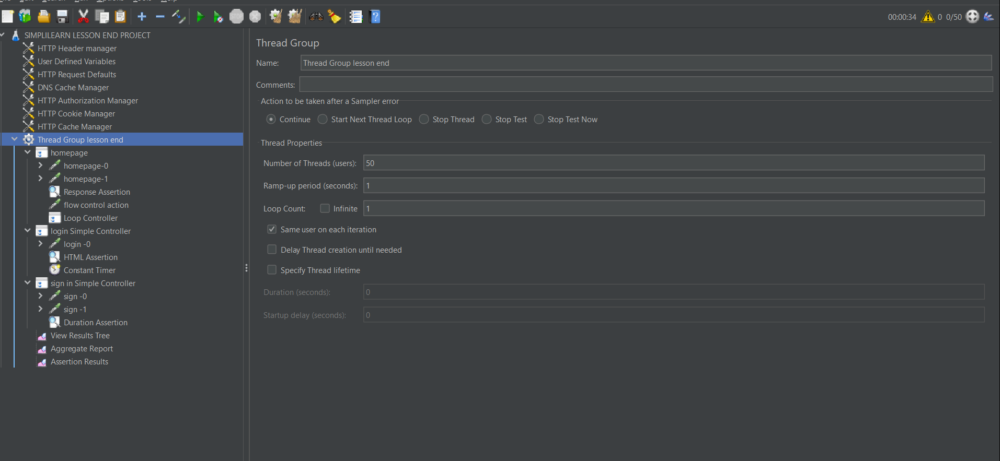 Edit Search Run Options Tools Help
STOP
00:00:34 0 0/50
SIMPLILEARN LESSON END PROJECT
HTTP Header manager
User Defined Variables
HTTP Request Defaults
DNS Cache Manager
HTTP Authorization Manager
HTTP Cookie Manager
HTTP Cache Manager
Thread Group lesson end
homepage
homepage-0
homepage-1
Response Assertion
flow control action
Loop Controller
login Simple Controller
login -0
HTML Assertion
Constant Timer
sign in Simple Controller
sign -0
sign -1
Duration Assertion
View Results Tree
Aggregate Report
Assertion Results
Thread Group
Name: Thread Group lesson end
Comments:
Action to be taken after a Sampler error
Continue Start Next Thread Loop Stop Thread Stop Test Stop Test Now
Thread Properties
Number of Threads (users): 50
Ramp-up period (seconds): 1
Loop Count: Infinite 1
Same user on each iteration
Delay Thread creation until needed
Specify Thread lifetime
Duration (seconds): 0
Startup delay (seconds): 0